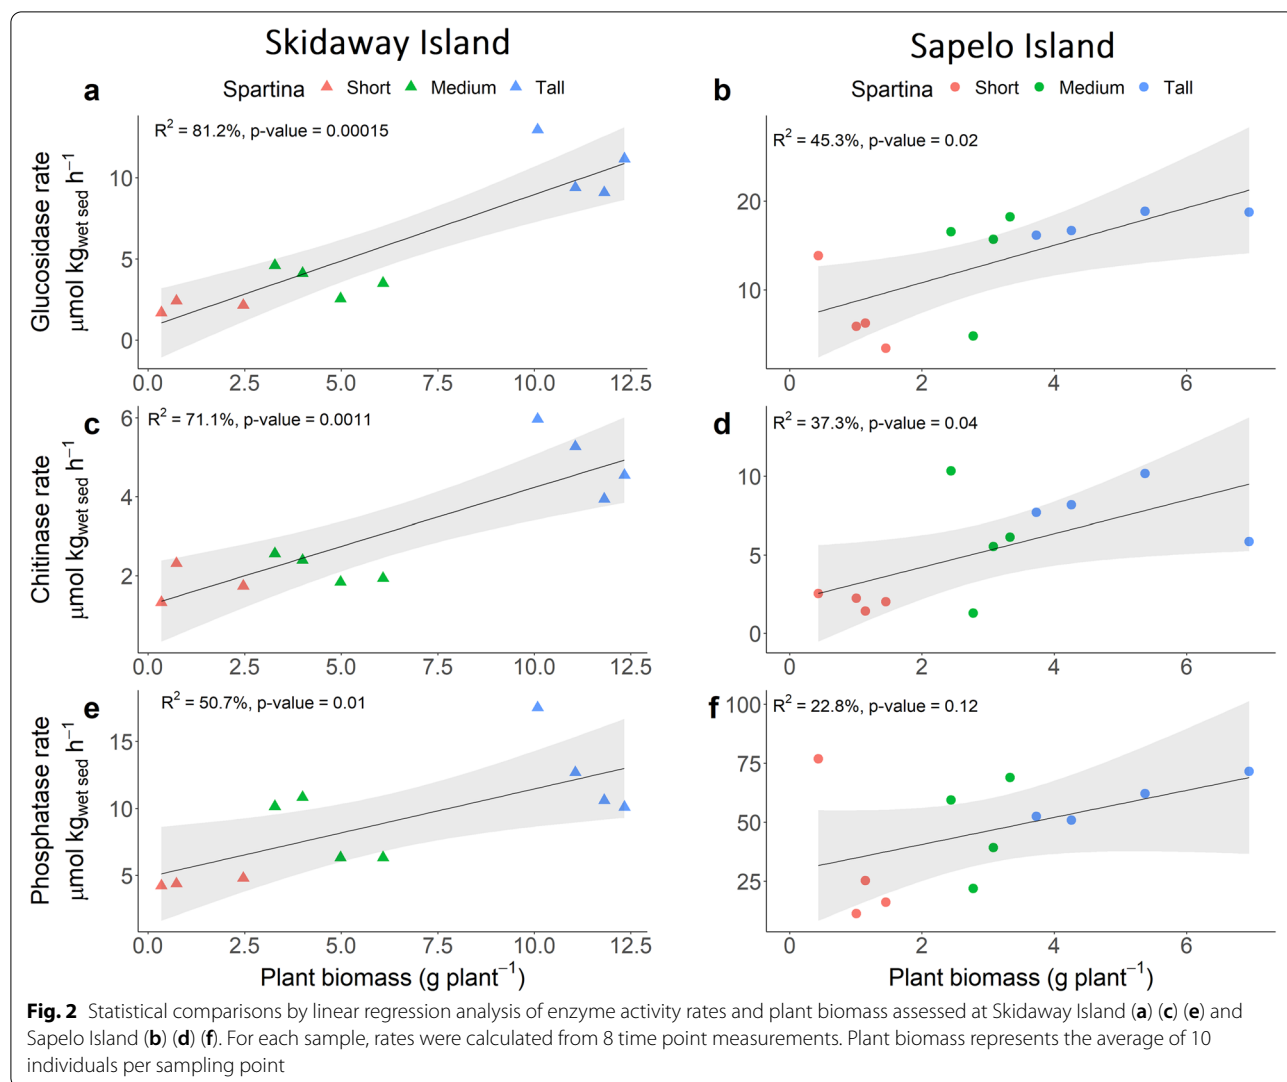 Skidaway Island
Sapelo Island
Spartina Short Medium Tall
Spartina Short Medium Tall
a
R² = 81.2%, p-value = 0.00015
Glucosidase rate
μmol kg_wet sed h⁻¹
10
5
0
0.0 2.5 5.0 7.5 10.0 12.5
b
R² = 45.3%, p-value = 0.02
20
10
0 2 4 6
c
R² = 71.1%, p-value = 0.0011
Chitinase rate
μmol kg_wet sed h⁻¹
6
4
2
0.0 2.5 5.0 7.5 10.0 12.5
d
R² = 37.3%, p-value = 0.04
10
5
0
0 2 4 6
e
R² = 50.7%, p-value = 0.01
Phosphatase rate
μmol kg_wet sed h⁻¹
15
10
5
0.0 2.5 5.0 7.5 10.0 12.5
Plant biomass (g plant⁻¹)
f
R² = 22.8%, p-value = 0.12
100
75
50
25
0 2 4 6
Plant biomass (g plant⁻¹)
Fig. 2 Statistical comparisons by linear regression analysis of enzyme activity rates and plant biomass assessed at Skidaway Island (a) (c) (e) and
Sapelo Island (b) (d) (f). For each sample, rates were calculated from 8 time point measurements. Plant biomass represents the average of 10
individuals per sampling point